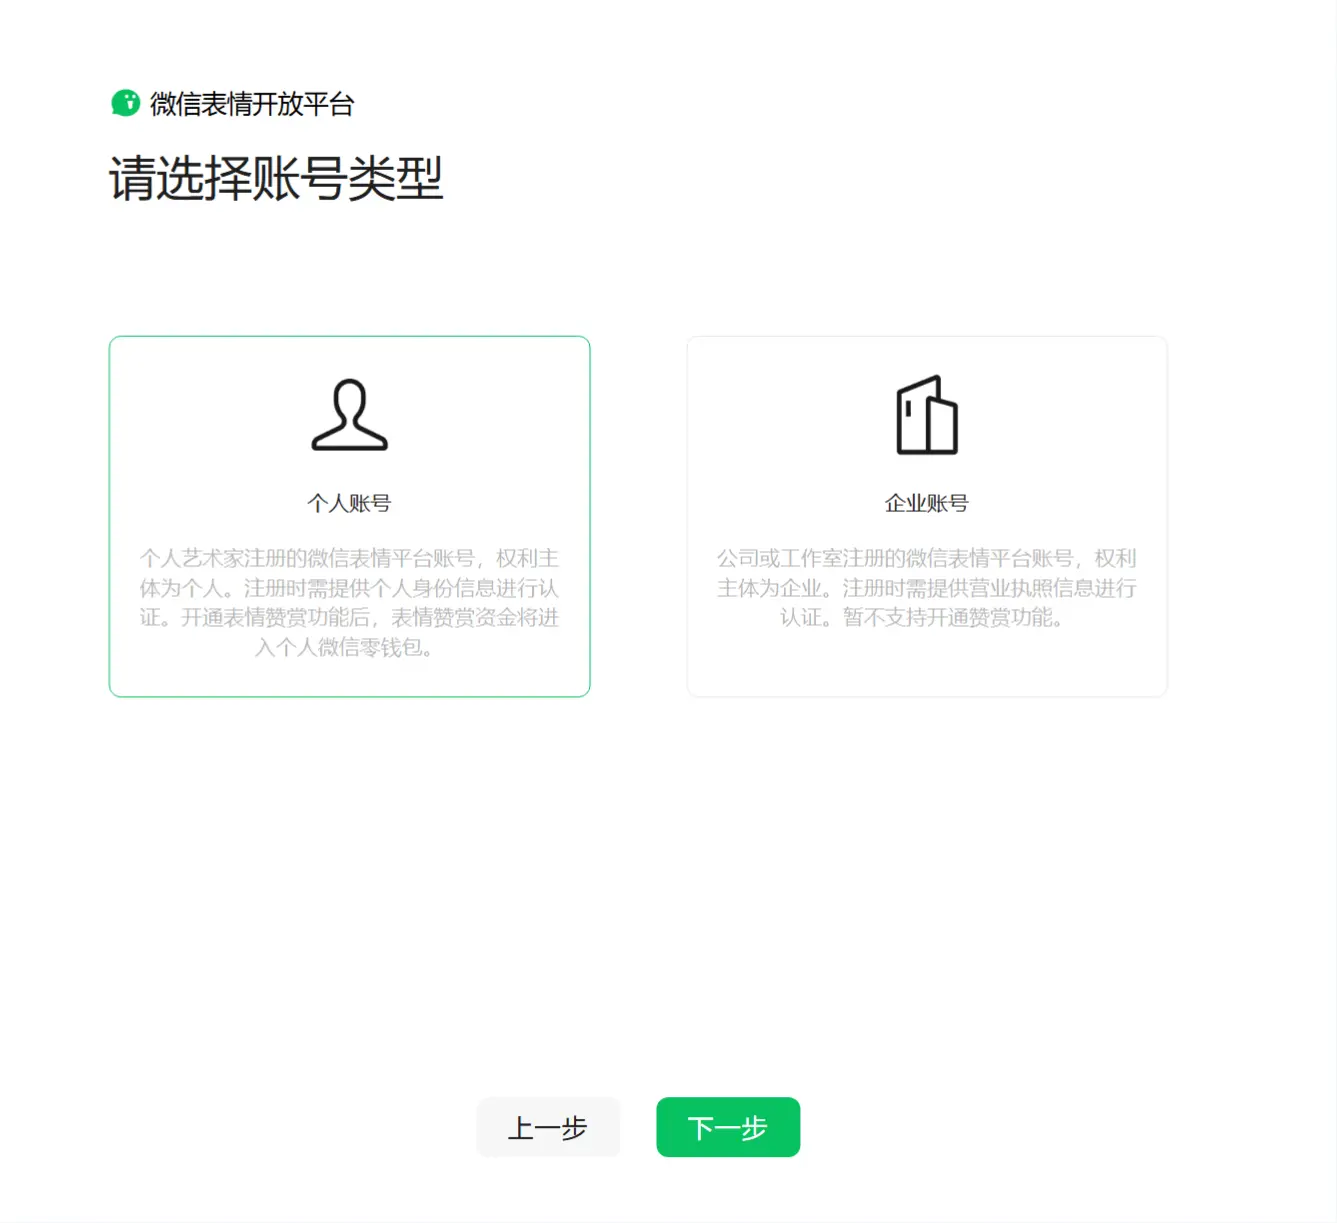 微信表情开放平台
请选择账号类型
个人账号
个人艺术家注册的微信表情平台账号，权利主
体为个人。注册时需提供个人身份信息进行认
证。开通表情赞赏功能后，表情赞赏资金将进
入个人微信零钱包。
企业账号
公司或工作室注册的微信表情平台账号，权利
主体为企业。注册时需提供营业执照信息进行
认证。暂不支持开通赞赏功能。
上一步
下一步